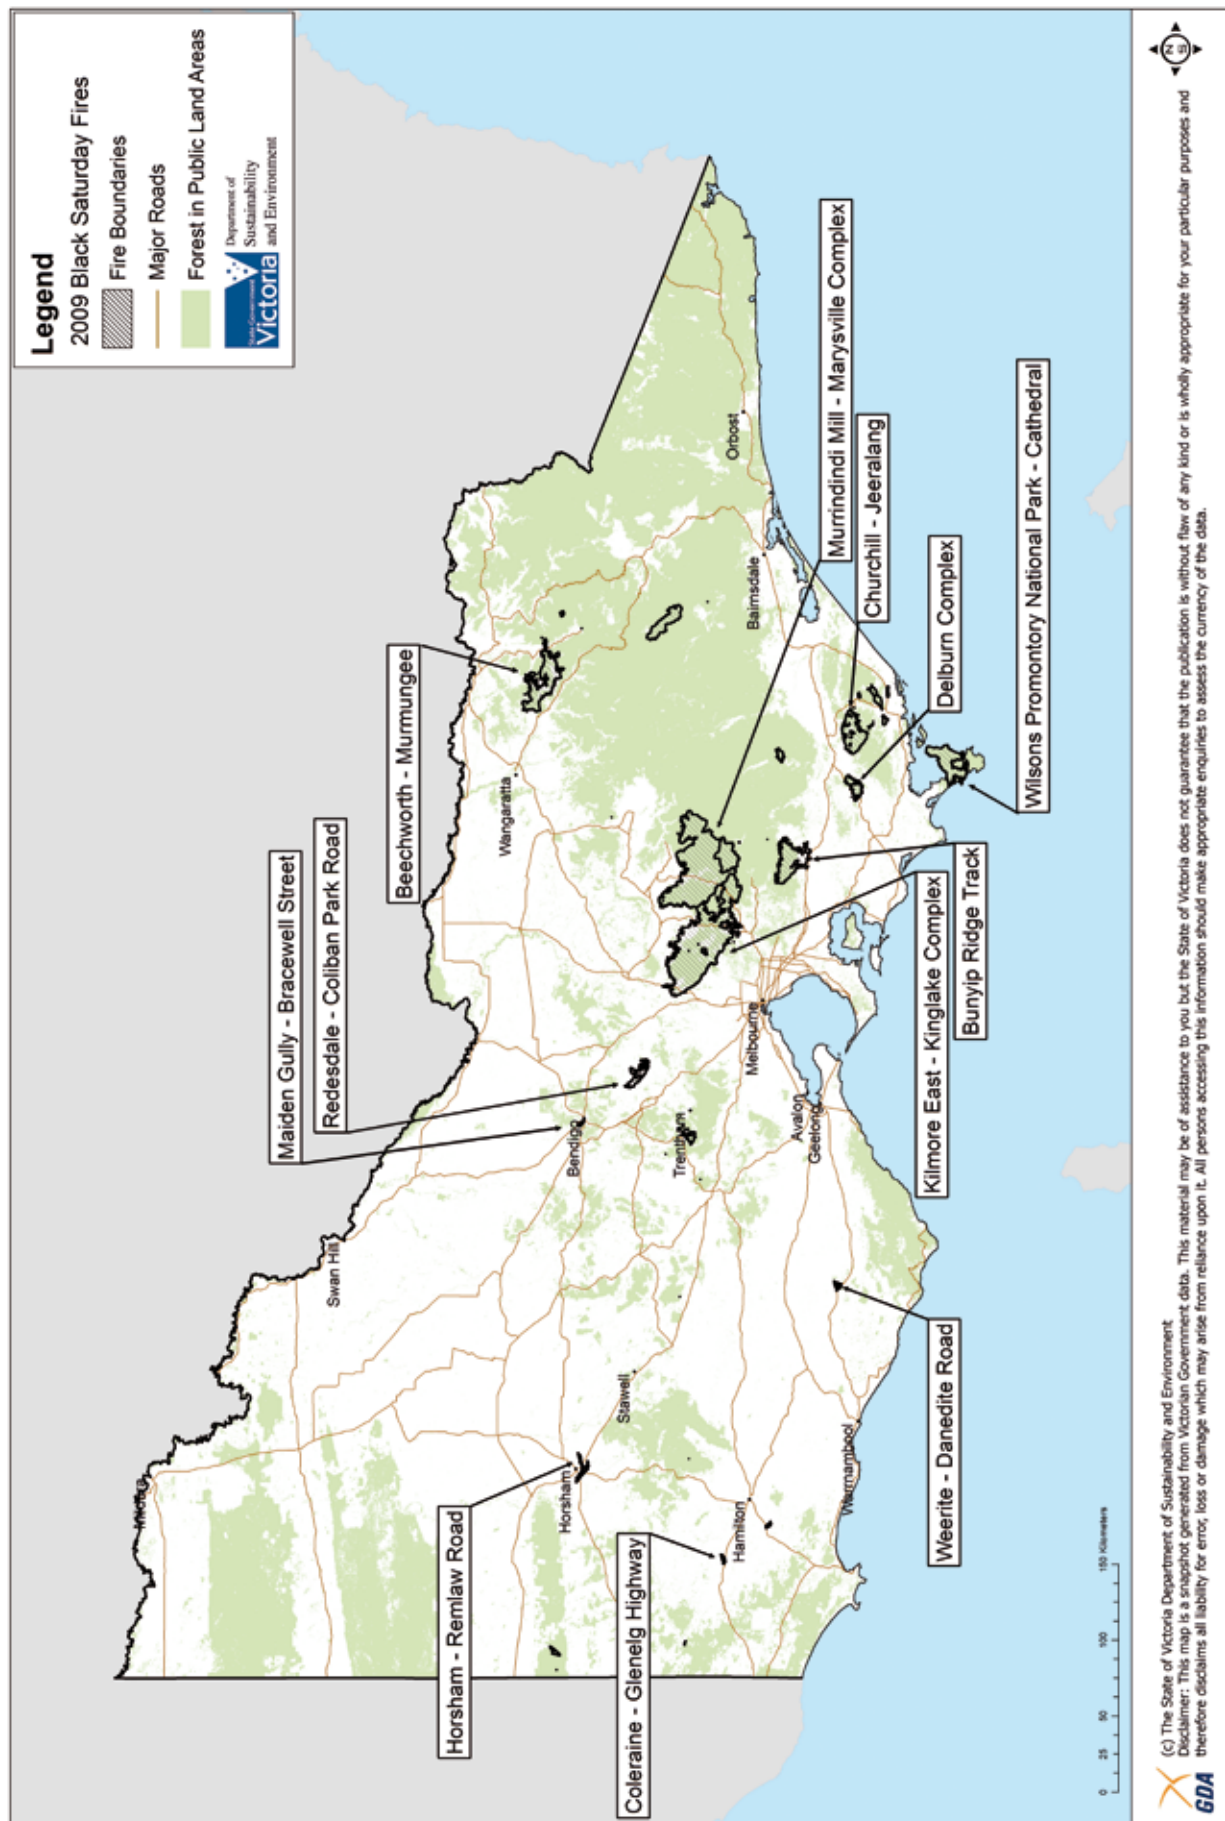 Legend
2009 Black Saturday Fires
Fire Boundaries
Major Roads
Forest in Public Land Areas
State Government
Victoria
Department of
Sustainability
and Environment
Mildura
Swan Hill
Maiden Gully - Bracewell Street
Redesdale - Coliban Park Road
Beechworth - Murmungee
Horsham - Remlaw Road
Wangaratta
Horsham
Bendigo
Stawell
Coleraine - Glenelg Highway
Trentham
Hamilton
Melbourne
Orbost
Bairnsdale
Avalon
Geelong
Warrnambool
Murrindindi Mill - Marysville Complex
Churchill - Jeeralang
Delburn Complex
Wilsons Promontory National Park - Cathedral
Kilmore East - Kinglake Complex
Bunyip Ridge Track
Weerite - Danedite Road
0 25 50 100 150 Kilometers
N
S
GDA
(c) The State of Victoria Department of Sustainability and Environment
Disclaimer: This map is a snapshot generated from Victorian Government data. This material may be of assistance to you but the State of Victoria does not guarantee that the publication is without flaw of any kind or is wholly appropriate for your particular purposes and
therefore disclaims all liability for error, loss or damage which may arise from reliance upon it. All persons accessing this information should make appropriate enquiries to assess the currency of the data.